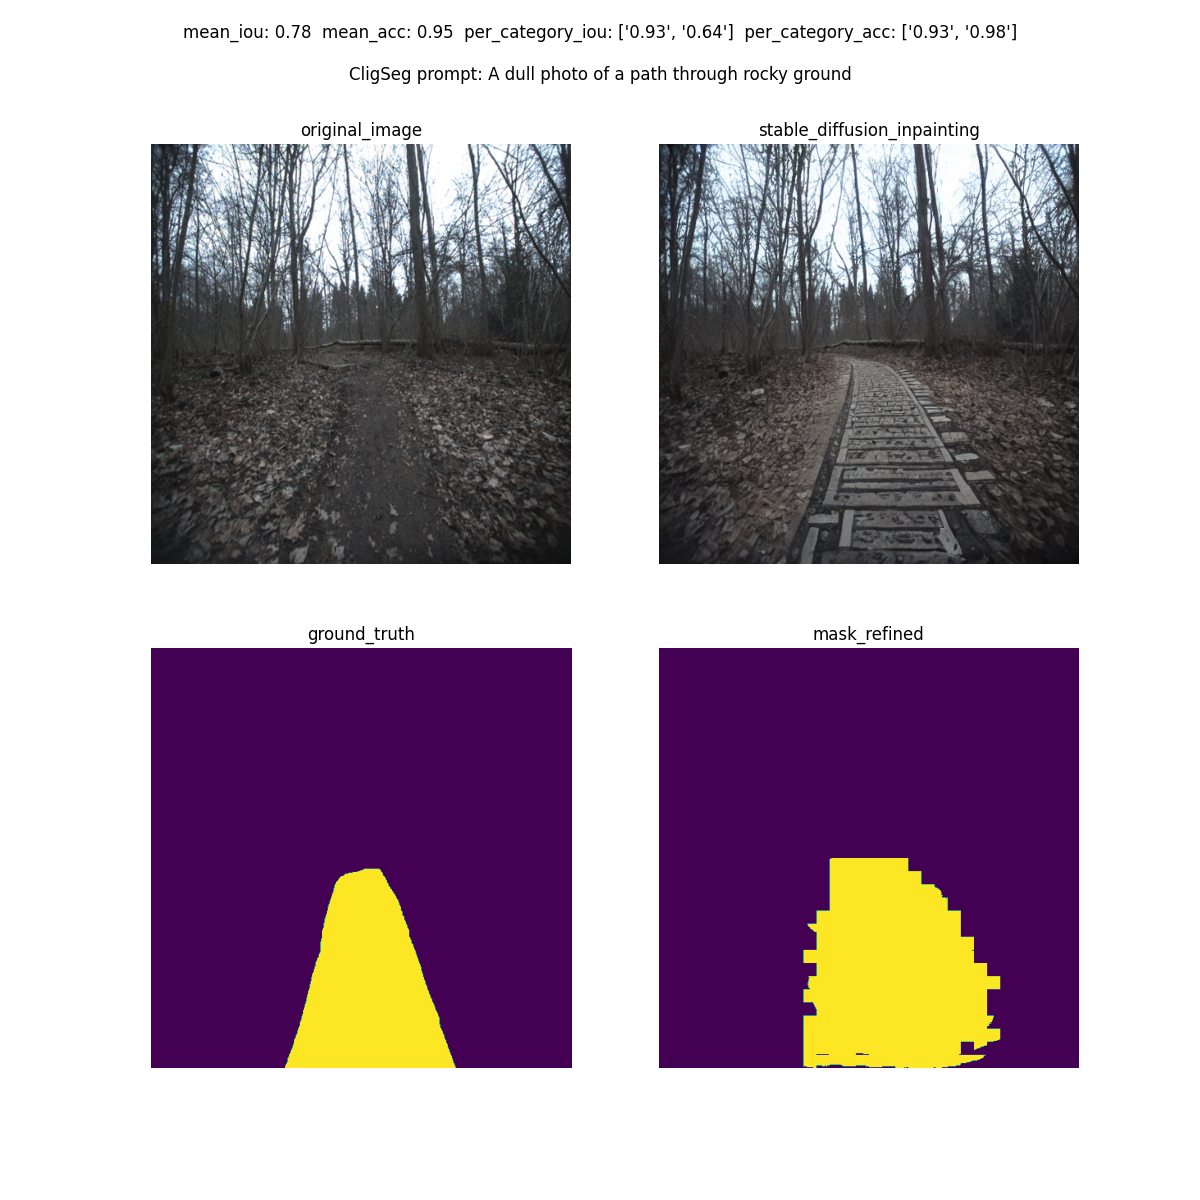 mean_iou: 0.78  mean_acc: 0.95  per_category_iou: ['0.93', '0.64']  per_category_acc: ['0.93', '0.98']
CligSeg prompt: A dull photo of a path through rocky ground
original_image
stable_diffusion_inpainting
ground_truth
mask_refined